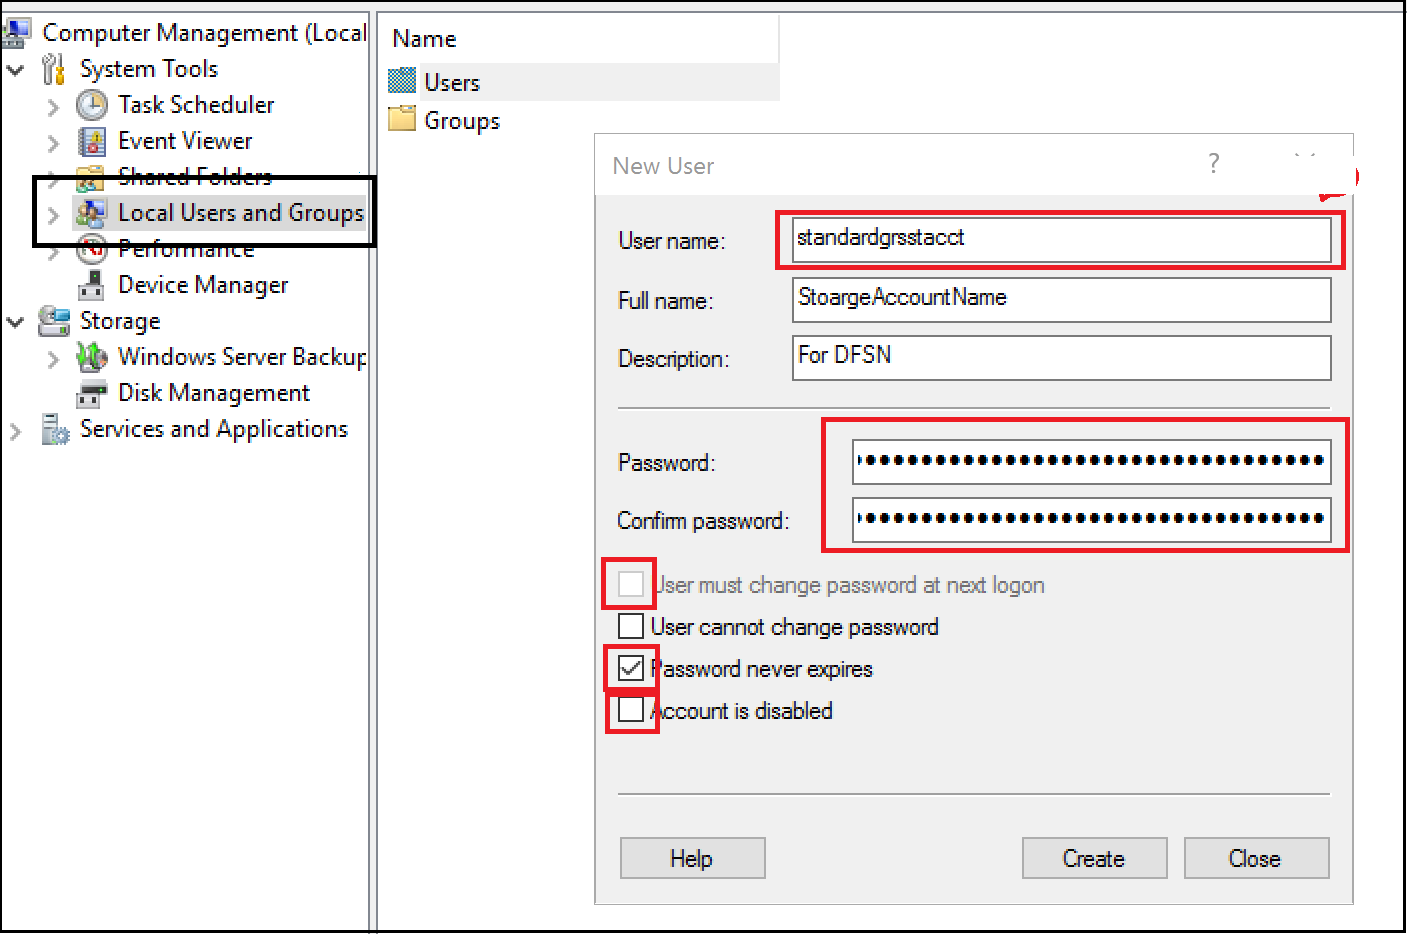 Computer Management (Local
System Tools
Task Scheduler
Event Viewer
Shared Folders
Local Users and Groups
Performance
Device Manager
Storage
Windows Server Backup
Disk Management
Services and Applications
Name
Users
Groups
New User
?
User name:
standardgrsstacct
Full name:
StoargeAccountName
Description:
For DFSN
Password:
Confirm password:
User must change password at next logon
User cannot change password
Password never expires
Account is disabled
Help
Create
Close